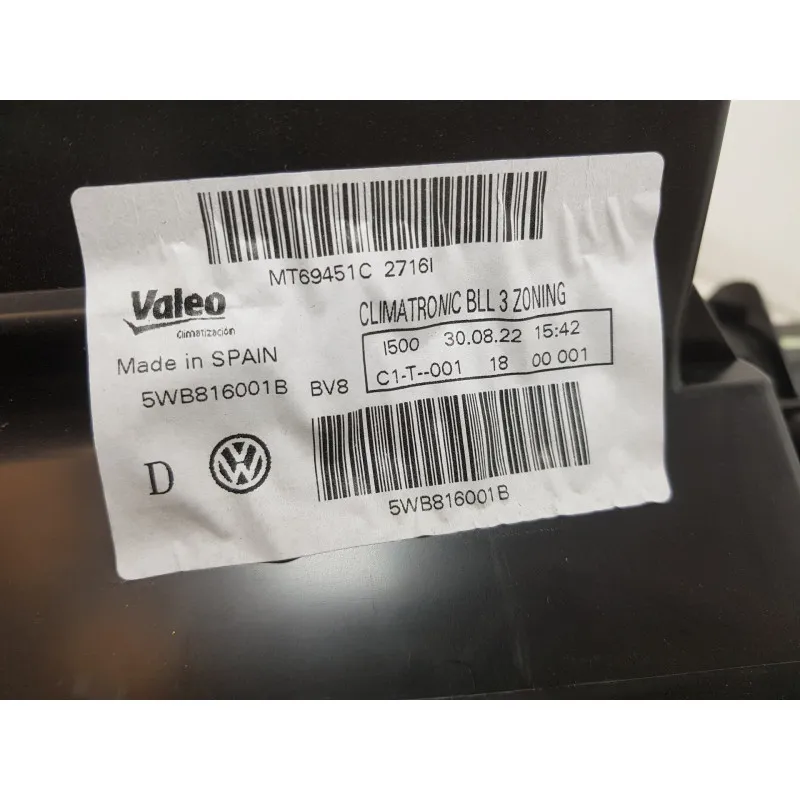 MT69451C 2716I
Valeo
Climatización
CLIMATRONIC BLL 3 ZONING
Made in SPAIN
I500 30.08.22 15:42
5WB816001B BV8
C1-T--001 18 00 001
D
VW
5WB816001B